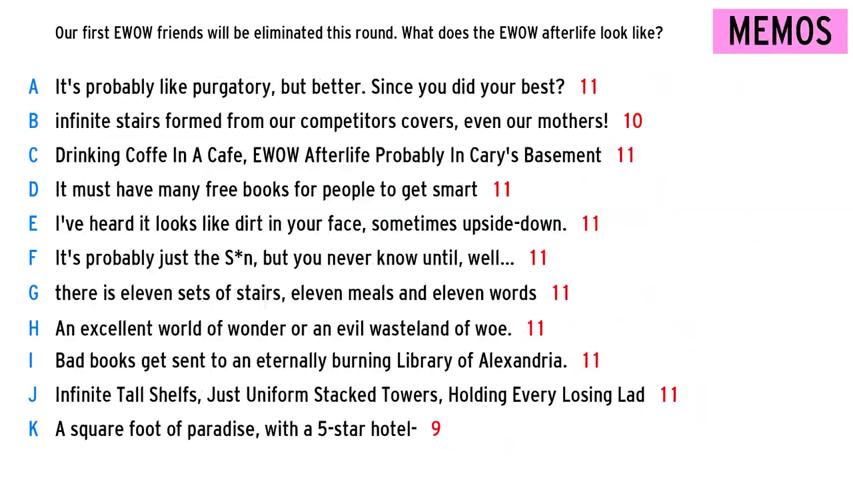 Our first EWOW friends will be eliminated this round. What does the EWOW afterlife look like?
MEMOS
A It's probably like purgatory, but better. Since you did your best? 11
B infinite stairs formed from our competitors covers, even our mothers! 10
C Drinking Coffe In A Cafe, EWOW Afterlife Probably In Cary's Basement 11
D It must have many free books for people to get smart 11
E I've heard it looks like dirt in your face, sometimes upside-down. 11
F It's probably just the S*n, but you never know until, well... 11
G there is eleven sets of stairs, eleven meals and eleven words 11
H An excellent world of wonder or an evil wasteland of woe. 11
I Bad books get sent to an eternally burning Library of Alexandria. 11
J Infinite Tall Shelfs, Just Uniform Stacked Towers, Holding Every Losing Lad 11
K A square foot of paradise, with a 5-star hotel- 9